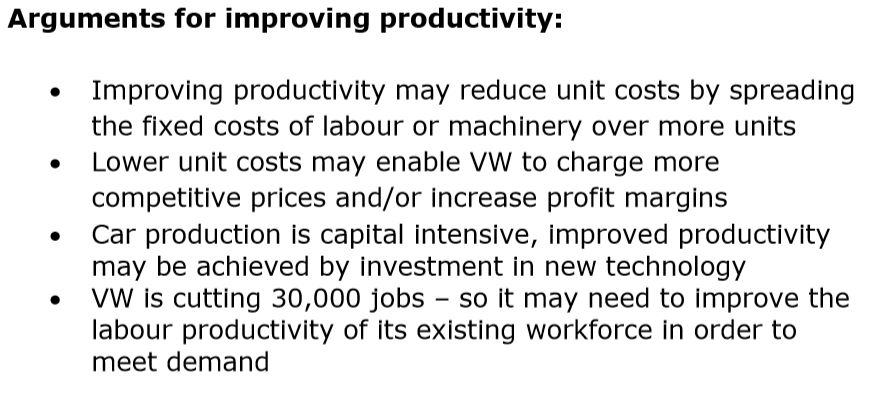 Arguments for improving productivity:
• Improving productivity may reduce unit costs by spreading
the fixed costs of labour or machinery over more units
• Lower unit costs may enable VW to charge more
competitive prices and/or increase profit margins
• Car production is capital intensive, improved productivity
may be achieved by investment in new technology
• VW is cutting 30,000 jobs – so it may need to improve the
labour productivity of its existing workforce in order to
meet demand